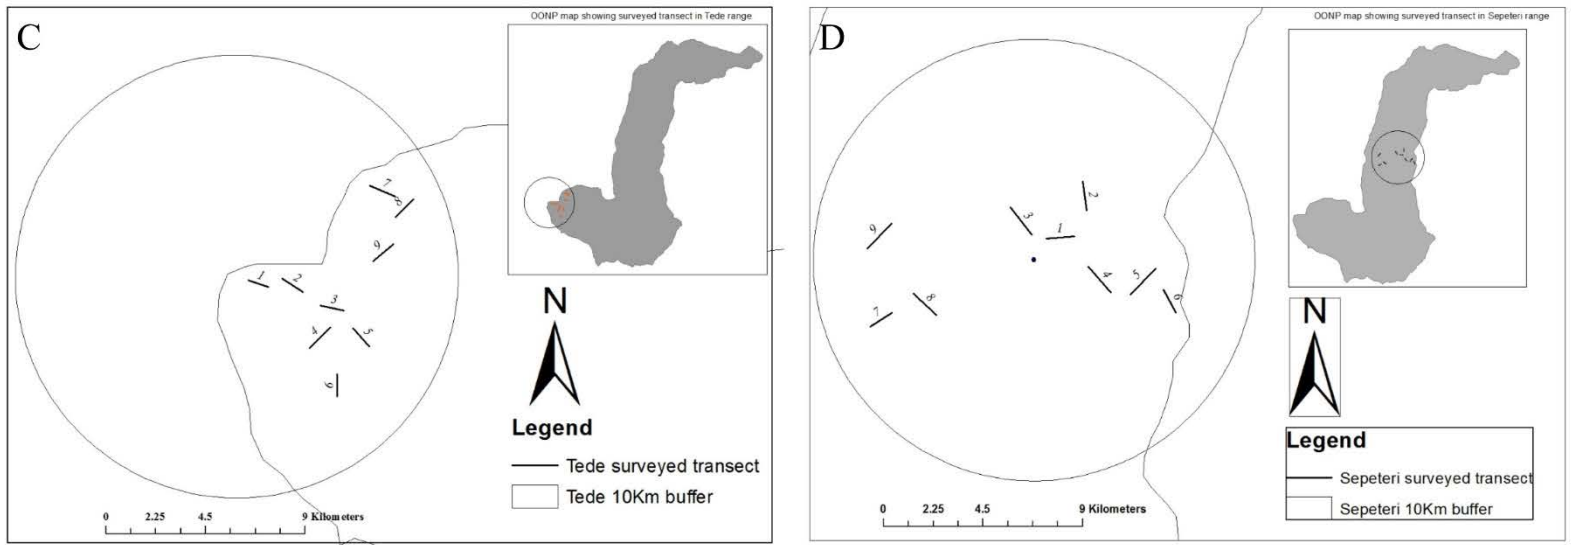 C
OONP map showing surveyed transect in Tede range
7
8
9
1
2
3
4
5
6
N
Legend
Tede surveyed transect
Tede 10Km buffer
0 2.25 4.5 9 Kilometers
D
OONP map showing surveyed transect in Sepeteri range
2
3
1
9
4
5
6
8
7
N
Legend
Sepeteri surveyed transect
Sepeteri 10Km buffer
0 2.25 4.5 9 Kilometers